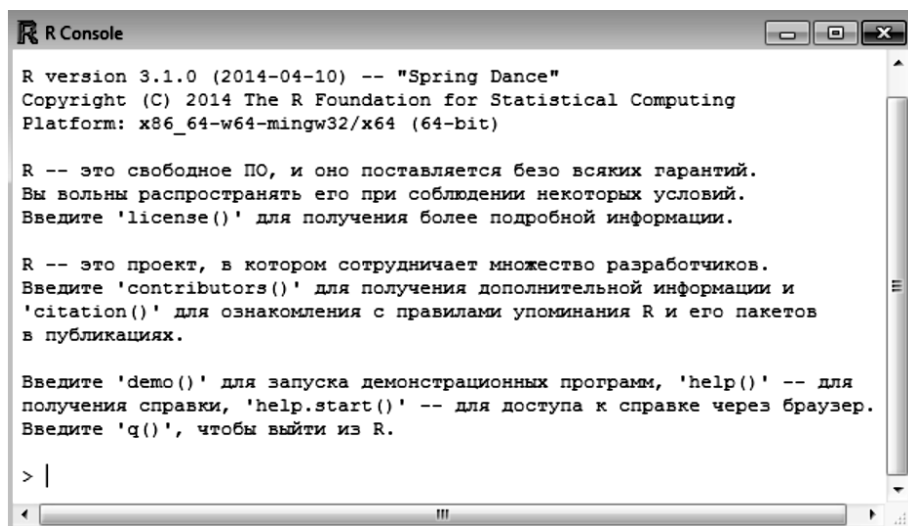 R Console
R version 3.1.0 (2014-04-10) -- "Spring Dance"
Copyright (C) 2014 The R Foundation for Statistical Computing
Platform: x86_64-w64-mingw32/x64 (64-bit)
R -- это свободное ПО, и оно поставляется безо всяких гарантий.
Вы вольны распространять его при соблюдении некоторых условий.
Введите 'license()' для получения более подробной информации.
R -- это проект, в котором сотрудничает множество разработчиков.
Введите 'contributors()' для получения дополнительной информации и
'citation()' для ознакомления с правилами упоминания R и его пакетов
в публикациях.
Введите 'demo()' для запуска демонстрационных программ, 'help()' -- для
получения справки, 'help.start()' -- для доступа к справке через браузер.
Введите 'q()', чтобы выйти из R.
>